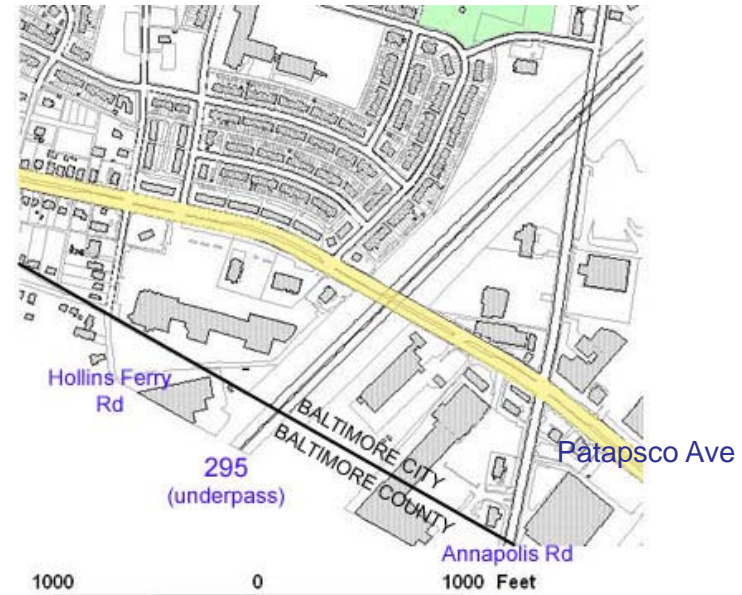 Hollins Ferry
Rd
295
(underpass)
BALTIMORE CITY
BALTIMORE COUNTY
Patapsco Ave
Annapolis Rd
1000 0 1000 Feet